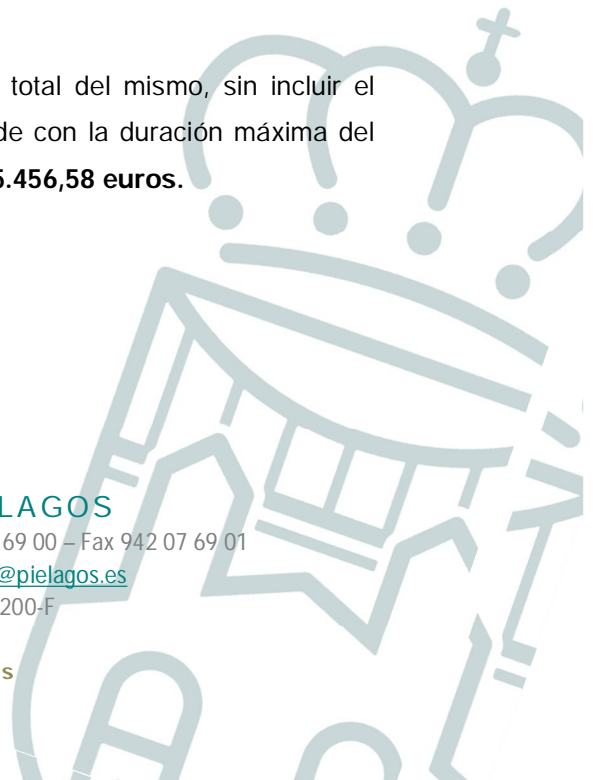 total del mismo, sin incluir el
de con la duración máxima del
5.456,58 euros.
LAGOS
69 00 – Fax 942 07 69 01
@pielagos.es
200-F
s